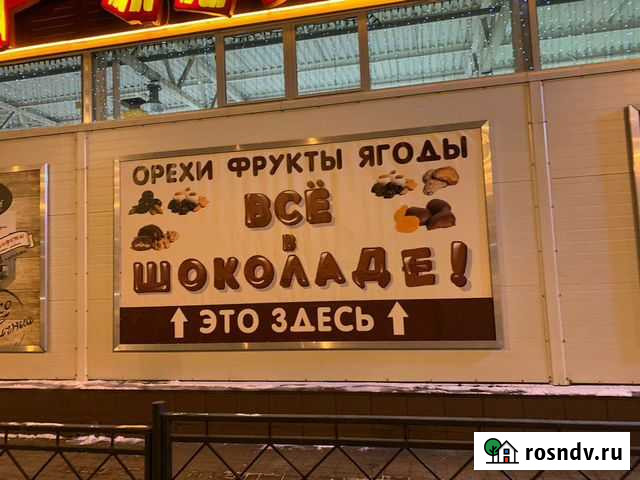 ОРЕХИ ФРУКТЫ ЯГОДЫ
ВСЁ
В
ШОКОЛАДЕ!
↑ ЭТО ЗДЕСЬ ↑
rosndv.ru